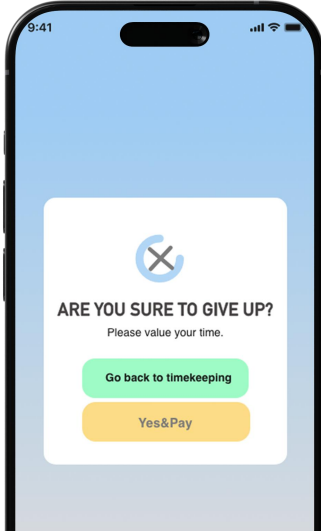 9:41
ARE YOU SURE TO GIVE UP?
Please value your time.
Go back to timekeeping
Yes&Pay